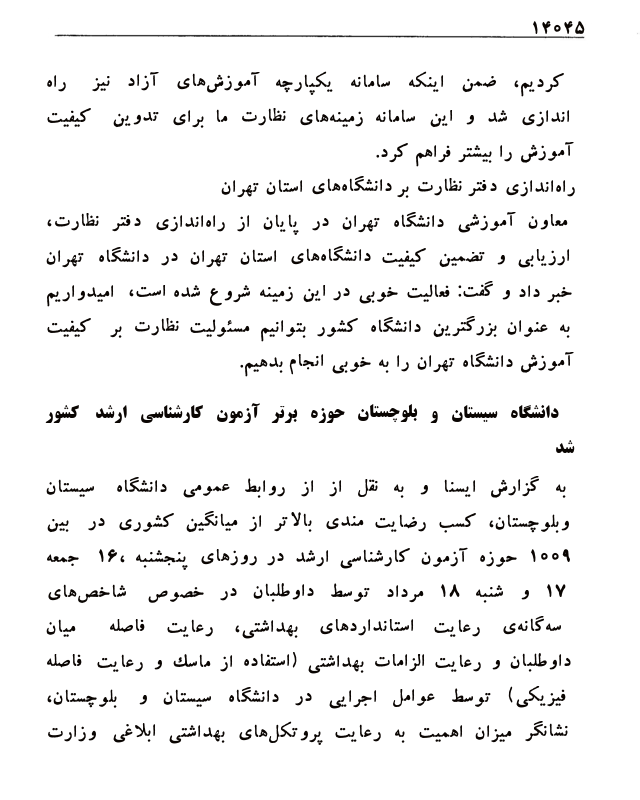 ۱۴۰۴۵
کردیم، ضمن اینکه سامانه یکپارچه آموزش‌های آزاد نیز راه
اندازی شد و این سامانه زمینه‌های نظارت ما برای تدوین کیفیت
آموزش را بیشتر فراهم کرد.
راه‌اندازی دفتر نظارت بر دانشگاه‌های استان تهران
معاون آموزشی دانشگاه تهران در پایان از راه‌اندازی دفتر نظارت،
ارزیابی و تضمین کیفیت دانشگاه‌های استان تهران در دانشگاه تهران
خبر داد و گفت: فعالیت خوبی در این زمینه شروع شده است، امیدواریم
به عنوان بزرگترین دانشگاه کشور بتوانیم مسئولیت نظارت بر کیفیت
آموزش دانشگاه تهران را به خوبی انجام بدهیم.
دانشگاه سیستان و بلوچستان حوزه برتر آزمون کارشناسی ارشد کشور
شد
به گزارش ایسنا و به نقل از از روابط عمومی دانشگاه سیستان
وبلوچستان، کسب رضایت مندی بالاتر از میانگین کشوری در بین
۱۰۰۹ حوزه آزمون کارشناسی ارشد در روزهای پنجشنبه ،۱۶ جمعه
۱۷ و شنبه ۱۸ مرداد توسط داوطلبان در خصوص شاخص‌های
سه‌گانه‌ی رعایت استانداردهای بهداشتی، رعایت فاصله میان
داوطلبان و رعایت الزامات بهداشتی (استفاده از ماسک و رعایت فاصله
فیزیکی) توسط عوامل اجرایی در دانشگاه سیستان و بلوچستان،
نشانگر میزان اهمیت به رعایت پروتکل‌های بهداشتی ابلاغی وزارت